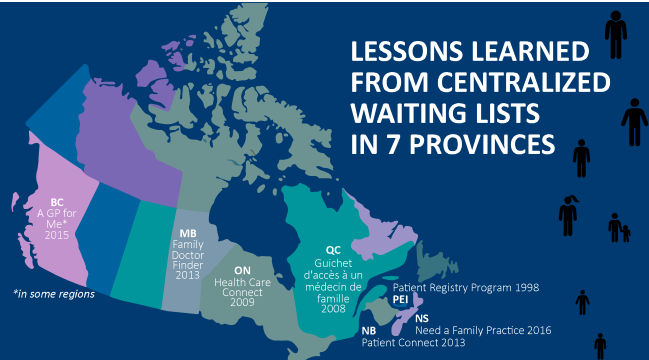 LESSONS LEARNED
FROM CENTRALIZED
WAITING LISTS
IN 7 PROVINCES
BC
A GP for
Me*
2015
MB
Family
Doctor
Finder
2013
ON
Health Care
Connect
2009
QC
Guichet
d'accès à un
médecin de
famille
2008
Patient Registry Program 1998
PEI
NS
Need a Family Practice 2016
NB
Patient Connect 2013
*in some regions